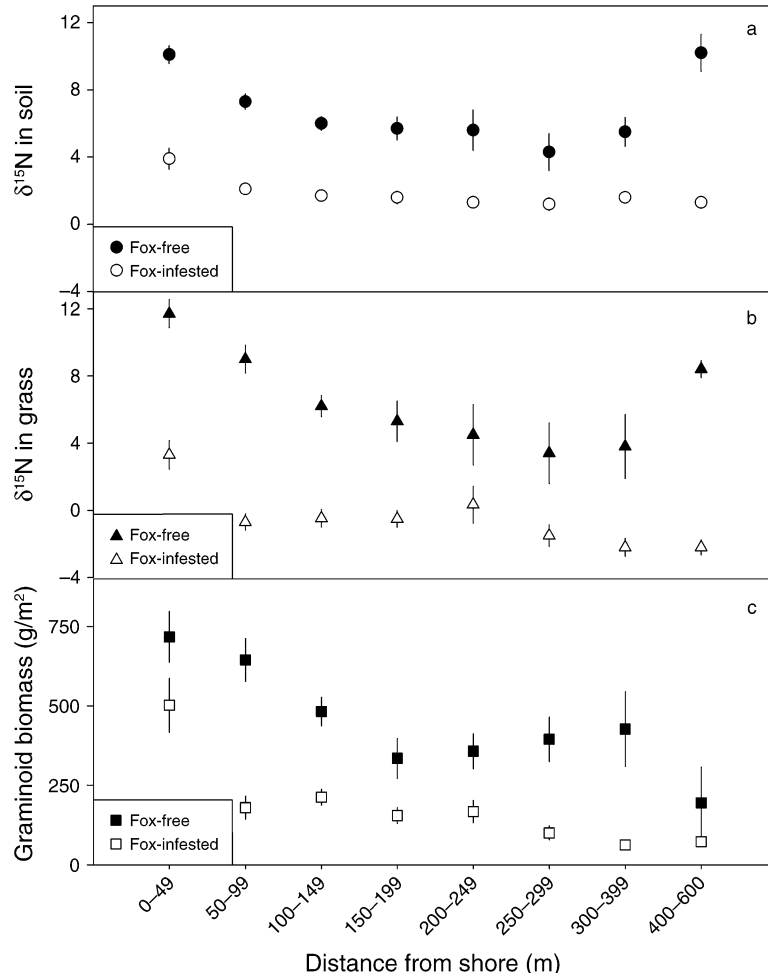 12
8
4
0
−4
δ¹⁵N in soil
a
Fox-free
Fox-infested
12
8
4
0
−4
δ¹⁵N in grass
b
Fox-free
Fox-infested
750
500
250
0
Graminoid biomass (g/m²)
c
Fox-free
Fox-infested
0–49
50–99
100–149
150–199
200–249
250–299
300–399
400–600
Distance from shore (m)